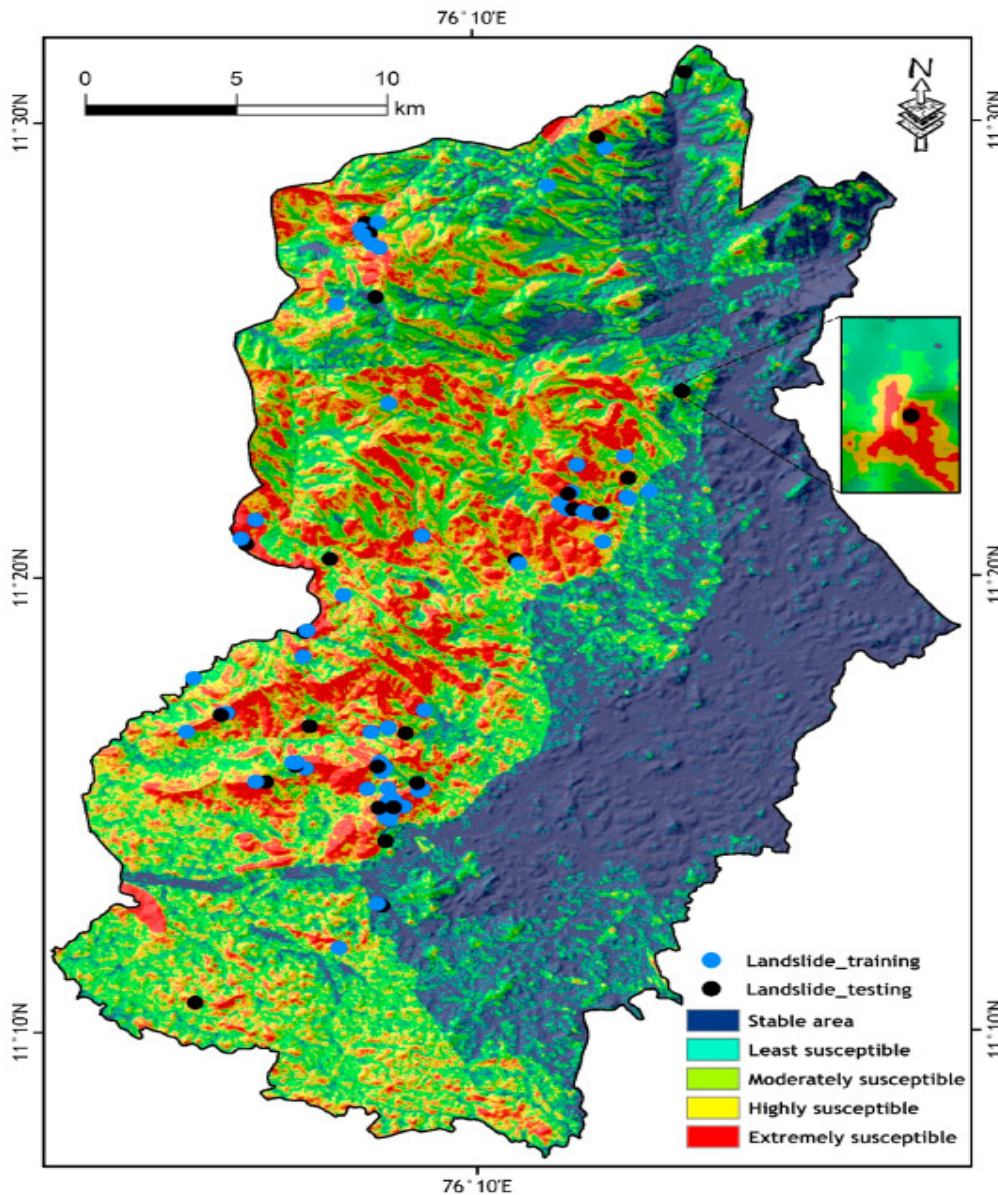 76°10'E
0 5 10
km
N
11°30'N
11°30'N
11°20'N
11°20'N
Landslide_training
Landslide_testing
Stable area
Least susceptible
Moderately susceptible
Highly susceptible
Extremely susceptible
11°10'N
11°10'N
76°10'E